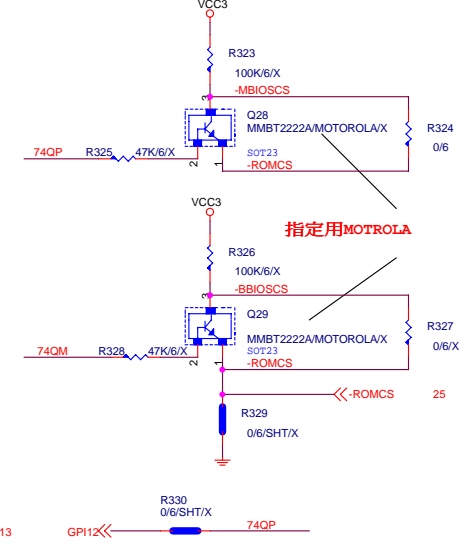 VCC3
R323
100K/6/X
-MBIOSCS
3
Q28
MMBT2222A/MOTOROLA/X
R324
0/6
74QP
R325
47K/6/X
SOT23
2
1
-ROMCS
指定用MOTROLA
VCC3
R326
100K/6/X
-BBIOSCS
3
Q29
MMBT2222A/MOTOROLA/X
R327
0/6/X
74QM
R328
47K/6/X
SOT23
2
1
-ROMCS
-ROMCS
25
R329
0/6/SHT/X
R330
0/6/SHT/X
13
GPI12
74QP